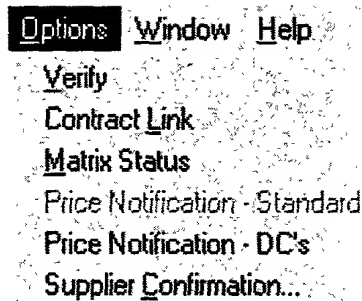 Options Window Help
Verify
Contract Link
Matrix Status
Price Notification - Standard
Price Notification - DC's
Supplier Confirmation...